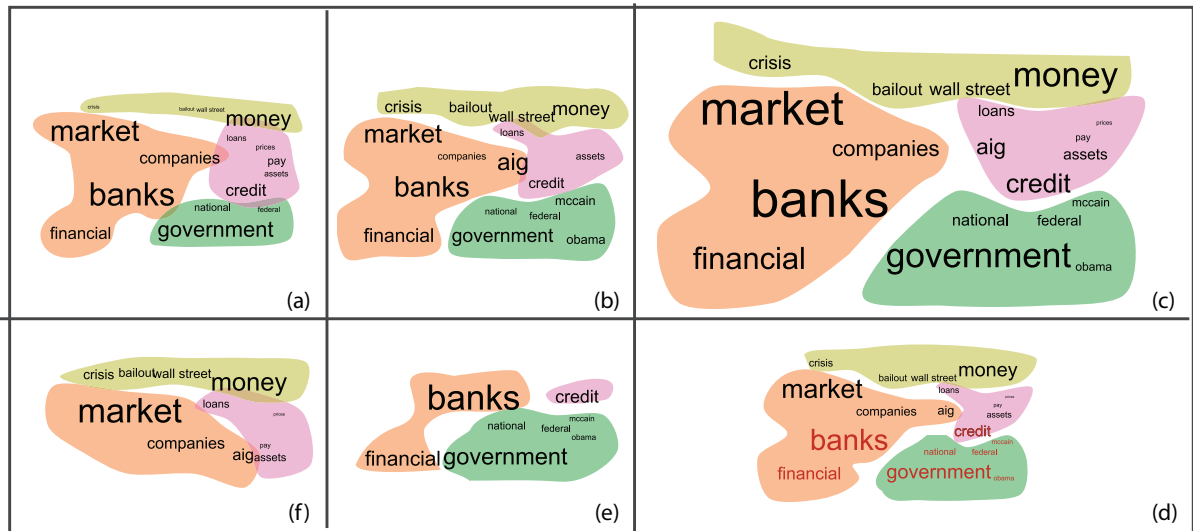 crisis
bailout wall street
money
market
loans
prices
companies
pay
assets
banks
credit
national
federal
financial
government
(a)
crisis
bailout
money
wall street
market
loans
companies
aig
assets
banks
credit
mccain
national
federal
financial
government
obama
(b)
crisis
money
bailout wall street
market
loans
prices
pay
companies
aig
assets
banks
credit
mccain
national
federal
financial
government
obama
(c)
crisis
bailout
wall street
money
market
loans
prices
companies
pay
aig
assets
(f)
banks
credit
mccain
national
federal
obama
financial
government
(e)
crisis
money
bailout wall street
market
loans
prices
pay
companies
aig
assets
banks
credit
mccain
national
federal
financial
government
obama
(d)